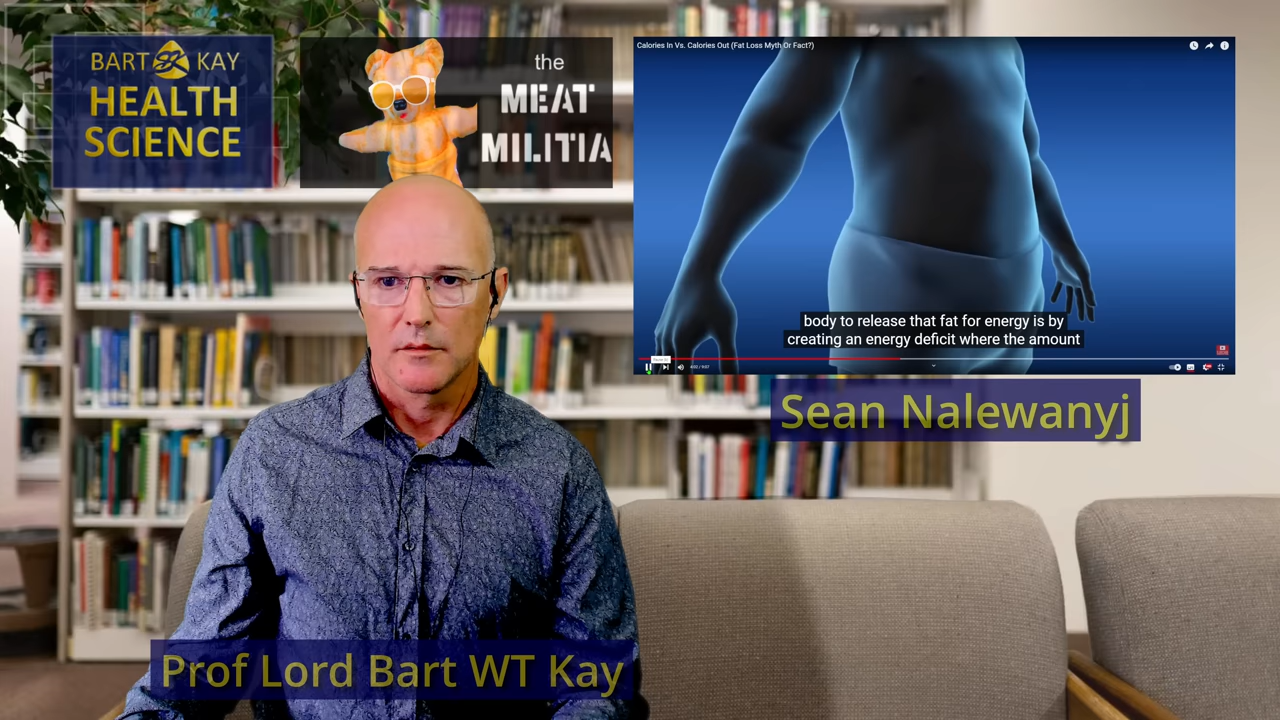 BART KAY
HEALTH
SCIENCE
the
MEAT
MILITIA
Calories In Vs. Calories Out (Fat Loss Myth Or Fact?)
body to release that fat for energy is by
creating an energy deficit where the amount
Sean Nalewanyj
Prof Lord Bart WT Kay